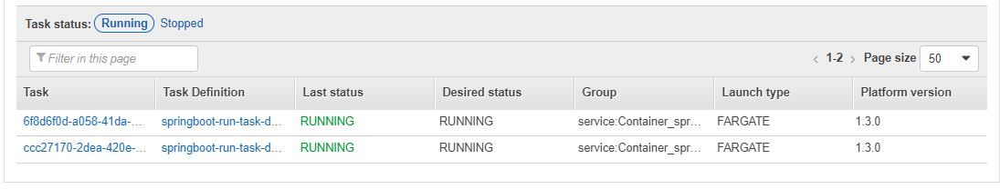 Task status: Running Stopped
Filter in this page < 1-2 > Page size 50
Task Task Definition Last status Desired status Group Launch type Platform version
6f8d6f0d-a058-41da-... springboot-run-task-d... RUNNING RUNNING service:Container_spr... FARGATE 1.3.0
ccc27170-2dea-420e-... springboot-run-task-d... RUNNING RUNNING service:Container_spr... FARGATE 1.3.0